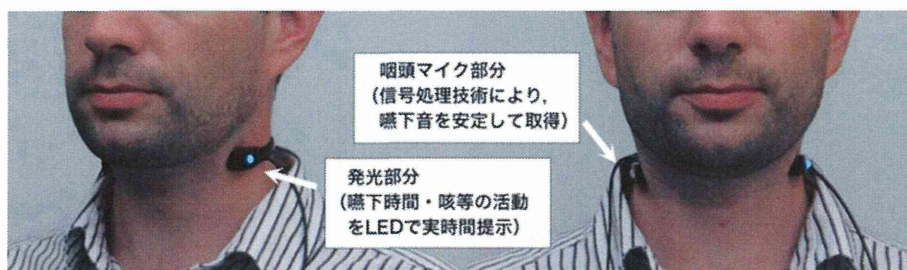 咽頭マイク部分
（信号処理技術により，
嚥下音を安定して取得）
発光部分
（嚥下時間・咳等の活動
をLEDで実時間提示）